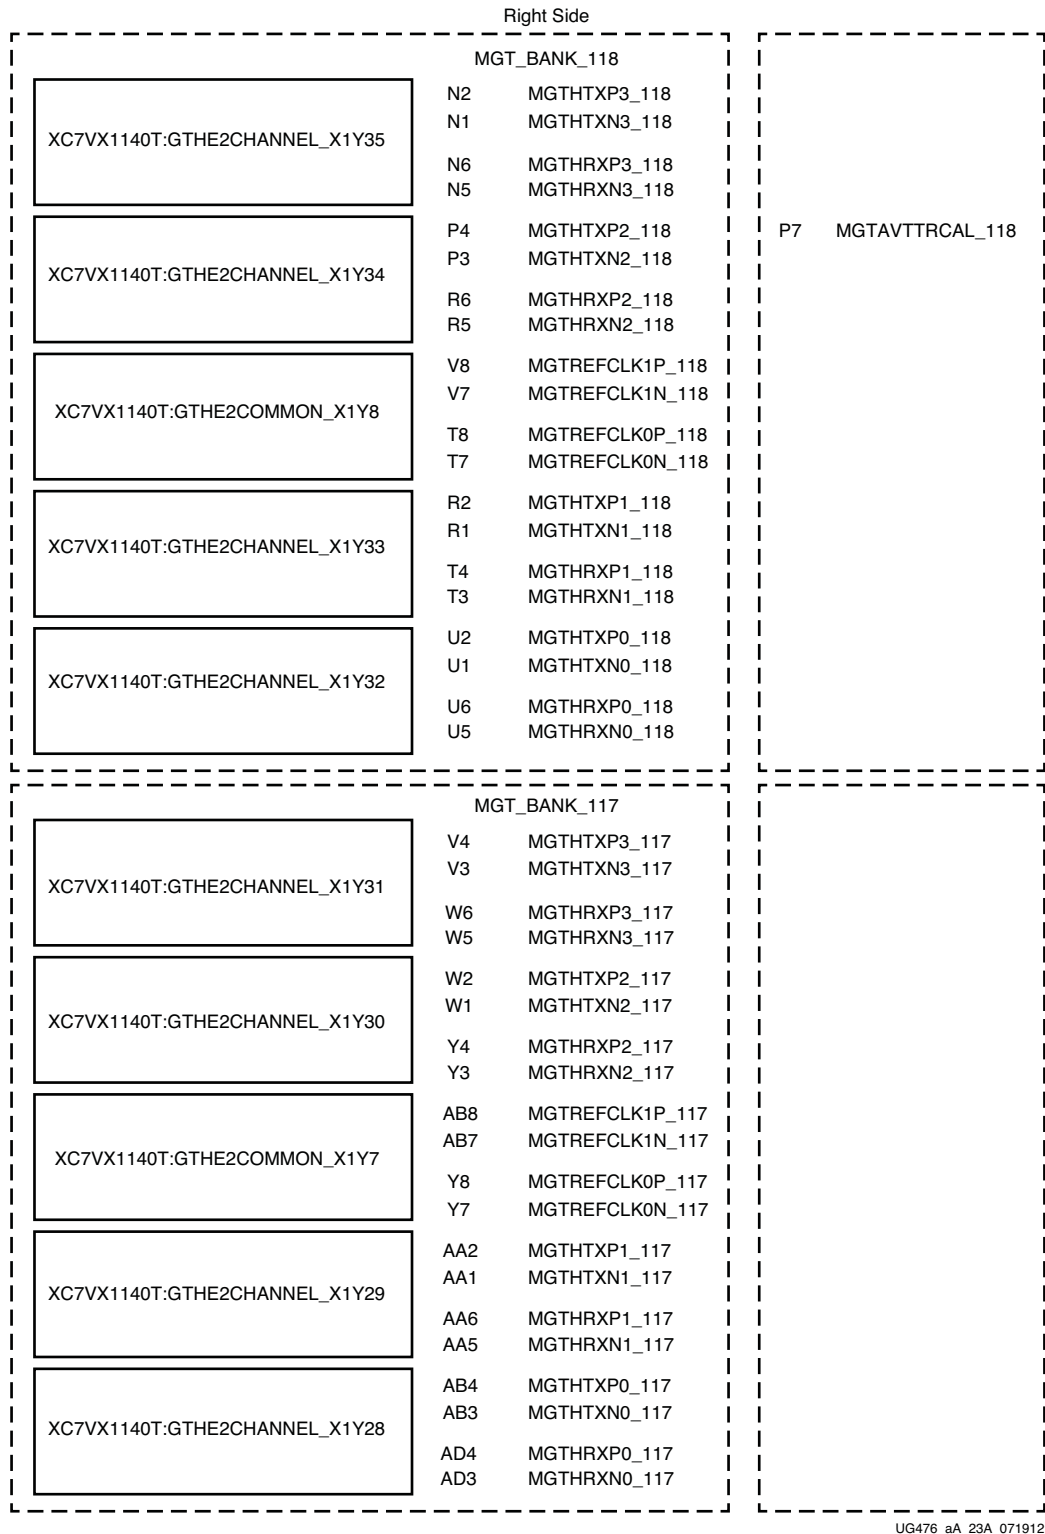 Right Side
MGT_BANK_118
XC7VX1140T:GTHE2CHANNEL_X1Y35
N2 MGTHTXP3_118
N1 MGTHTXN3_118
N6 MGTHRXP3_118
N5 MGTHRXN3_118
XC7VX1140T:GTHE2CHANNEL_X1Y34
P4 MGTHTXP2_118
P3 MGTHTXN2_118
R6 MGTHRXP2_118
R5 MGTHRXN2_118
XC7VX1140T:GTHE2COMMON_X1Y8
V8 MGTREFCLK1P_118
V7 MGTREFCLK1N_118
T8 MGTREFCLK0P_118
T7 MGTREFCLK0N_118
XC7VX1140T:GTHE2CHANNEL_X1Y33
R2 MGTHTXP1_118
R1 MGTHTXN1_118
T4 MGTHRXP1_118
T3 MGTHRXN1_118
XC7VX1140T:GTHE2CHANNEL_X1Y32
U2 MGTHTXP0_118
U1 MGTHTXN0_118
U6 MGTHRXP0_118
U5 MGTHRXN0_118
P7 MGTAVTTRCAL_118
MGT_BANK_117
XC7VX1140T:GTHE2CHANNEL_X1Y31
V4 MGTHTXP3_117
V3 MGTHTXN3_117
W6 MGTHRXP3_117
W5 MGTHRXN3_117
XC7VX1140T:GTHE2CHANNEL_X1Y30
W2 MGTHTXP2_117
W1 MGTHTXN2_117
Y4 MGTHRXP2_117
Y3 MGTHRXN2_117
XC7VX1140T:GTHE2COMMON_X1Y7
AB8 MGTREFCLK1P_117
AB7 MGTREFCLK1N_117
Y8 MGTREFCLK0P_117
Y7 MGTREFCLK0N_117
XC7VX1140T:GTHE2CHANNEL_X1Y29
AA2 MGTHTXP1_117
AA1 MGTHTXN1_117
AA6 MGTHRXP1_117
AA5 MGTHRXN1_117
XC7VX1140T:GTHE2CHANNEL_X1Y28
AB4 MGTHTXP0_117
AB3 MGTHTXN0_117
AD4 MGTHRXP0_117
AD3 MGTHRXN0_117
UG476_aA_23A_071912